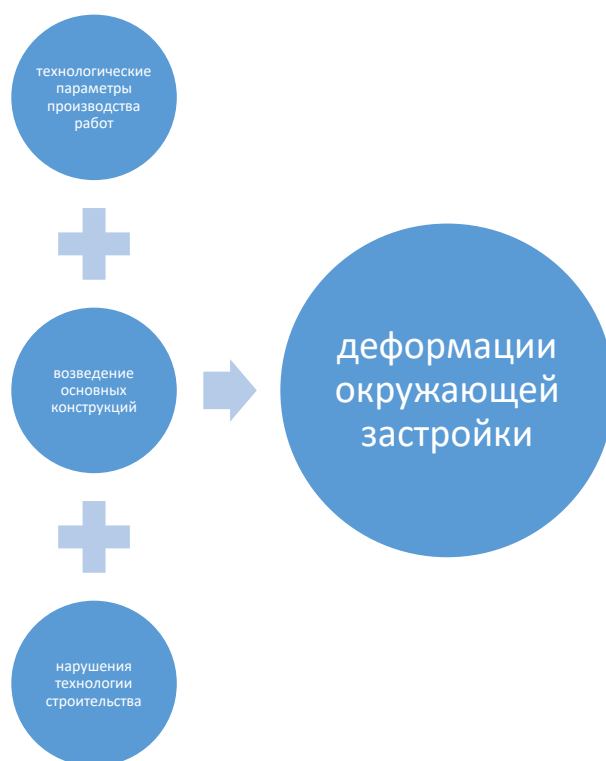 технологические
параметры
производства
работ
возведение
основных
конструкций
нарушения
технологии
строительства
деформации
окружающей
застройки